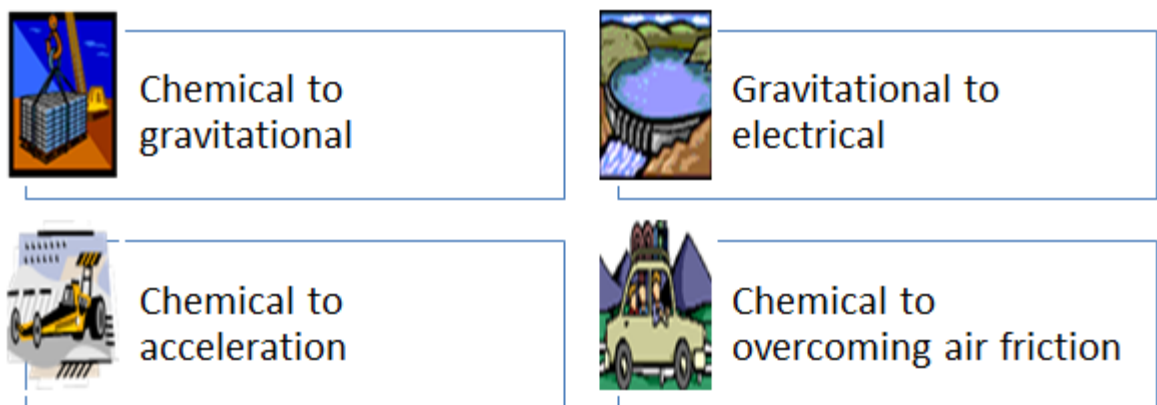 Chemical to
gravitational
Gravitational to
electrical
Chemical to
acceleration
Chemical to
overcoming air friction